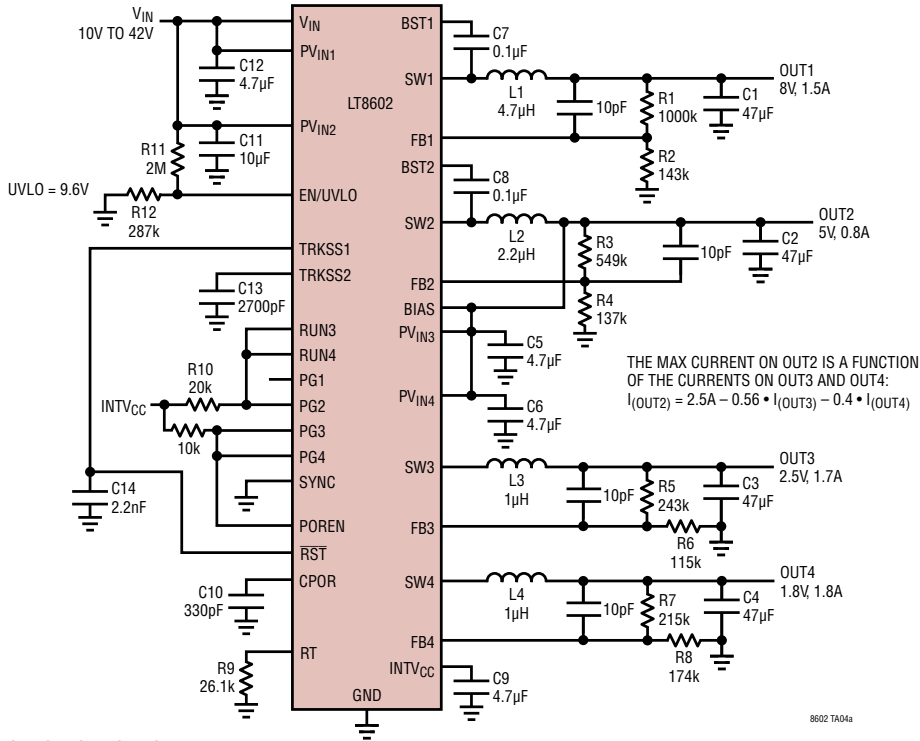 VIN
10V TO 42V
C12
4.7µF
C11
10µF
R11
2M
UVLO = 9.6V
R12
287k
C13
2700pF
R10
20k
INTVCC
10k
C14
2.2nF
C10
330pF
R9
26.1k
VIN
PVIN1
PVIN2
EN/UVLO
TRKSS1
TRKSS2
RUN3
RUN4
PG1
PG2
PG3
PG4
SYNC
POREN
RST
CPOR
RT
LT8602
GND
BST1
SW1
FB1
BST2
SW2
FB2
BIAS
PVIN3
PVIN4
SW3
FB3
SW4
FB4
INTVCC
C7
0.1µF
L1
4.7µH
10pF
R1
1000k
C1
47µF
OUT1
8V, 1.5A
R2
143k
C8
0.1µF
L2
2.2µH
R3
549k
10pF
C2
47µF
OUT2
5V, 0.8A
R4
137k
C5
4.7µF
C6
4.7µF
THE MAX CURRENT ON OUT2 IS A FUNCTION
OF THE CURRENTS ON OUT3 AND OUT4:
I(OUT2) = 2.5A – 0.56 • I(OUT3) – 0.4 • I(OUT4)
L3
1µH
10pF
R5
243k
C3
47µF
OUT3
2.5V, 1.7A
R6
115k
L4
1µH
10pF
R7
215k
C4
47µF
OUT4
1.8V, 1.8A
R8
174k
C9
4.7µF
8602 TA04a